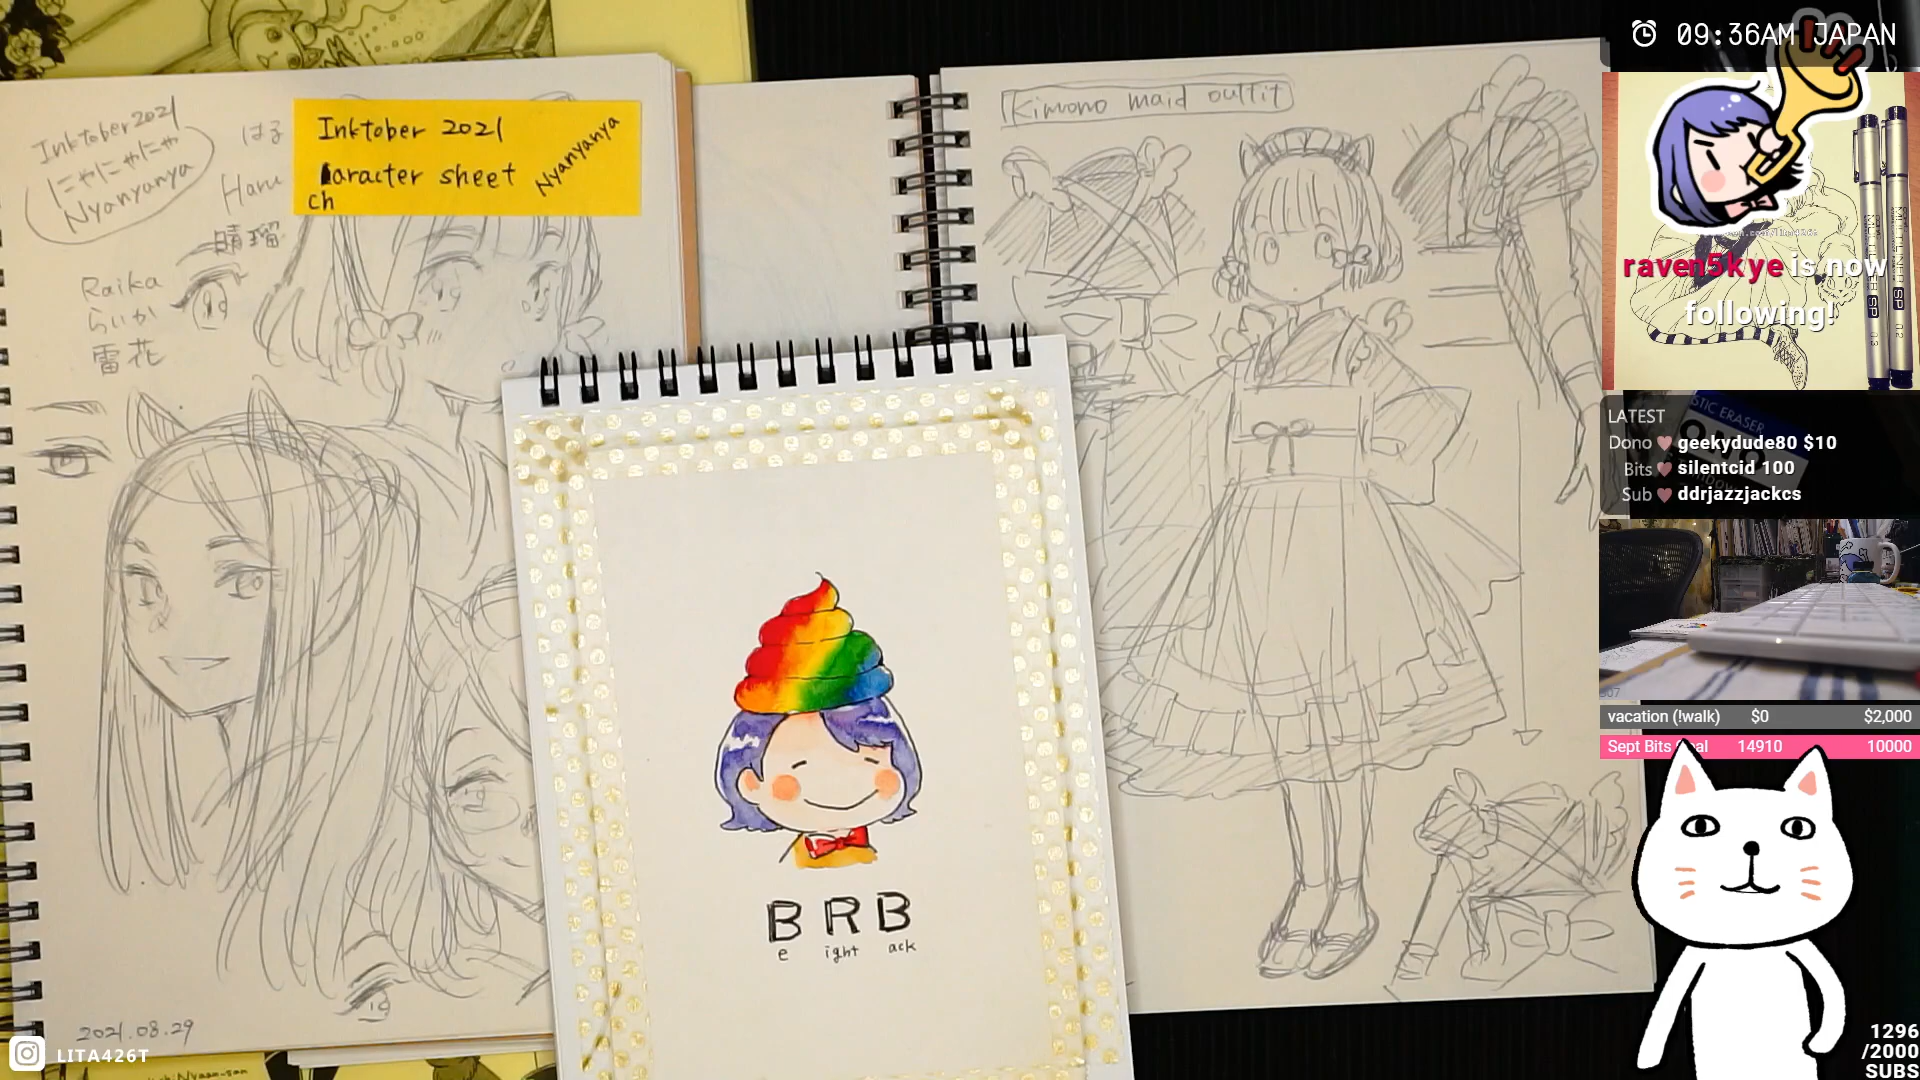 Inktober 2021
にゃにゃにゃ
Nyanyanya
はる
Haru
晴瑠
Raika
らいか
雷花
Inktober 2021
aracter sheet
ch
Nyanyanya
2021.08.29
LITA426T
Kimono maid outfit
B R B
e ight ack
09:36AM JAPAN
raven5kye is now
following!
LATEST
Dono geekydude80 $10
Bits silentcid 100
Sub ddrjazzjackcs
vacation (!walk) $0 $2,000
Sept Bits Goal 14910 10000
1296
/2000
SUBS